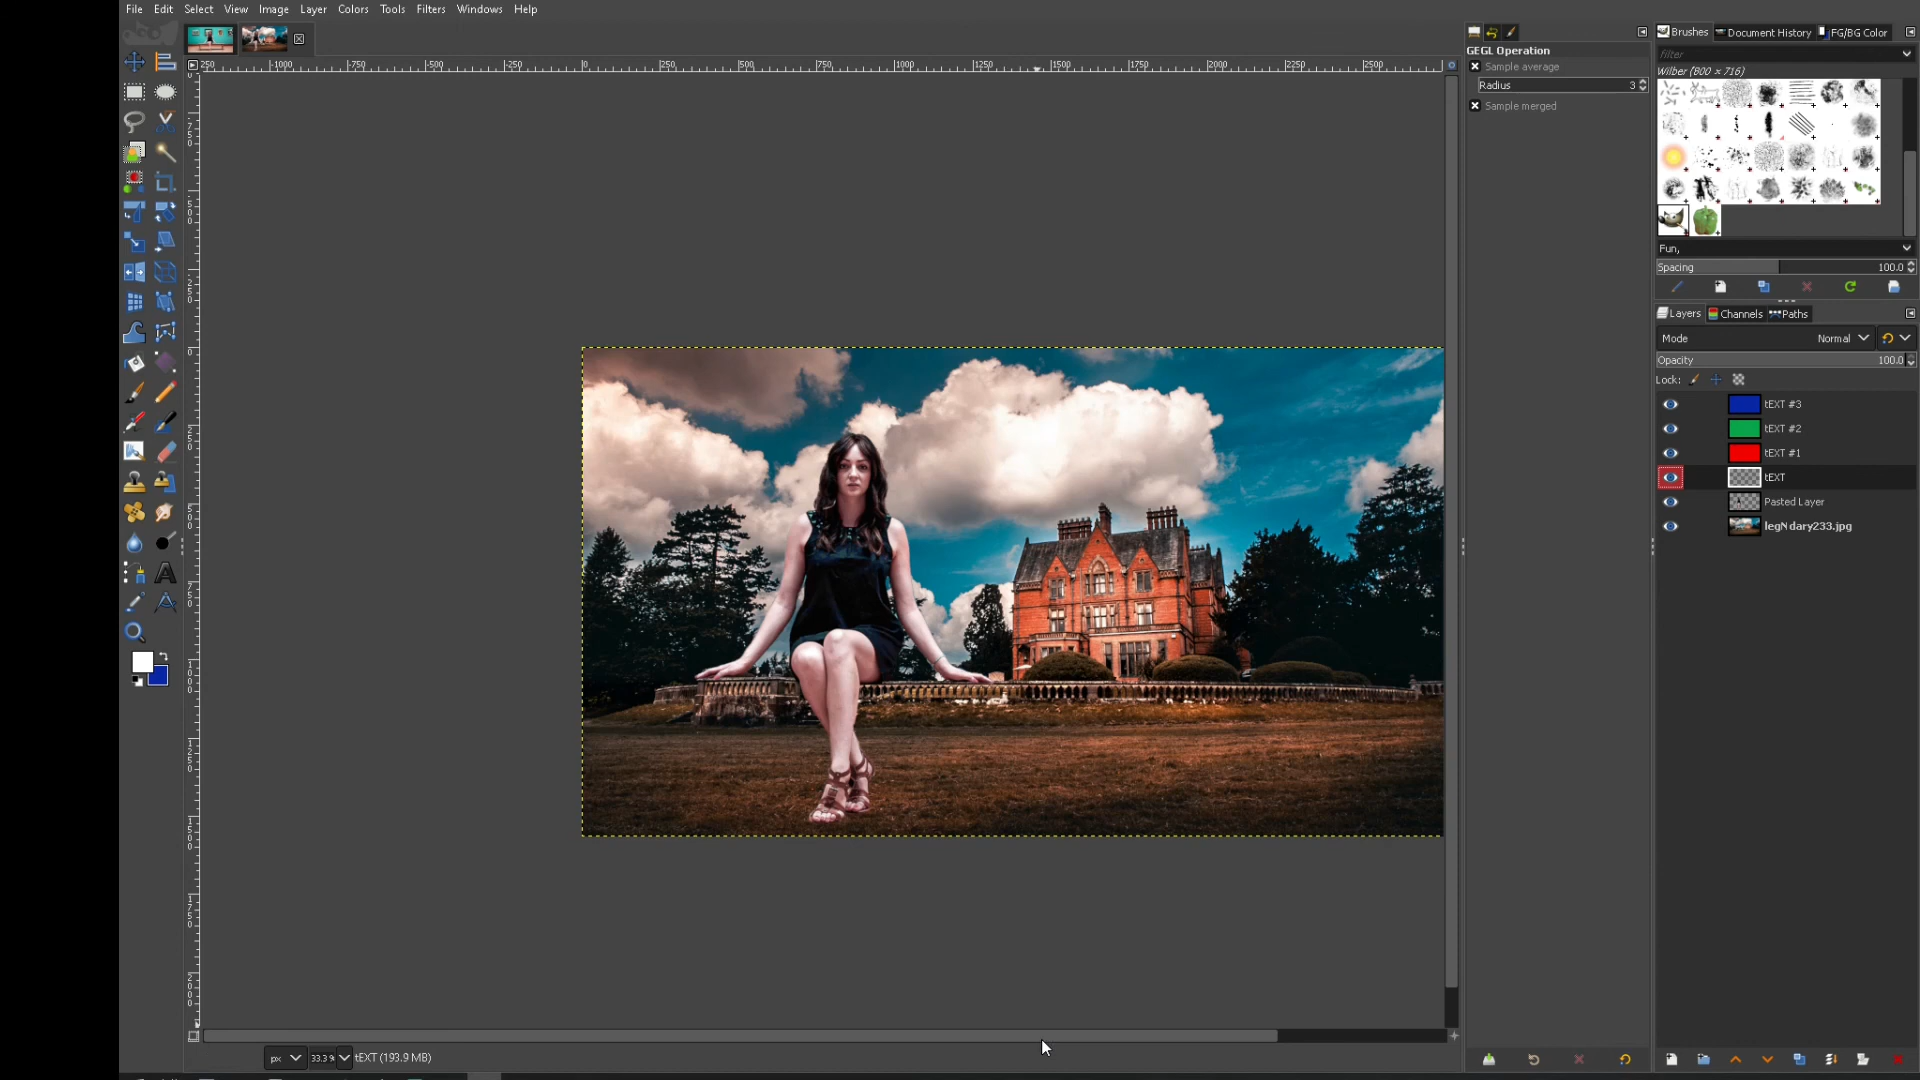 File Edit Select View Image Layer Colors Tools Filters Windows Help
Brushes Document History FG/BG Color
GEGL Operation
filter
Sample average
Wilber (800 × 716)
Radius 3
Sample merged
Fun,
Spacing 100.0
Layers Channels Paths
Mode Normal
Opacity 100.0
Lock:
tEXT #3
tEXT #2
tEXT #1
tEXT
Pasted Layer
legNdary233.jpg
px 33.3 % tEXT (193.9 MB)